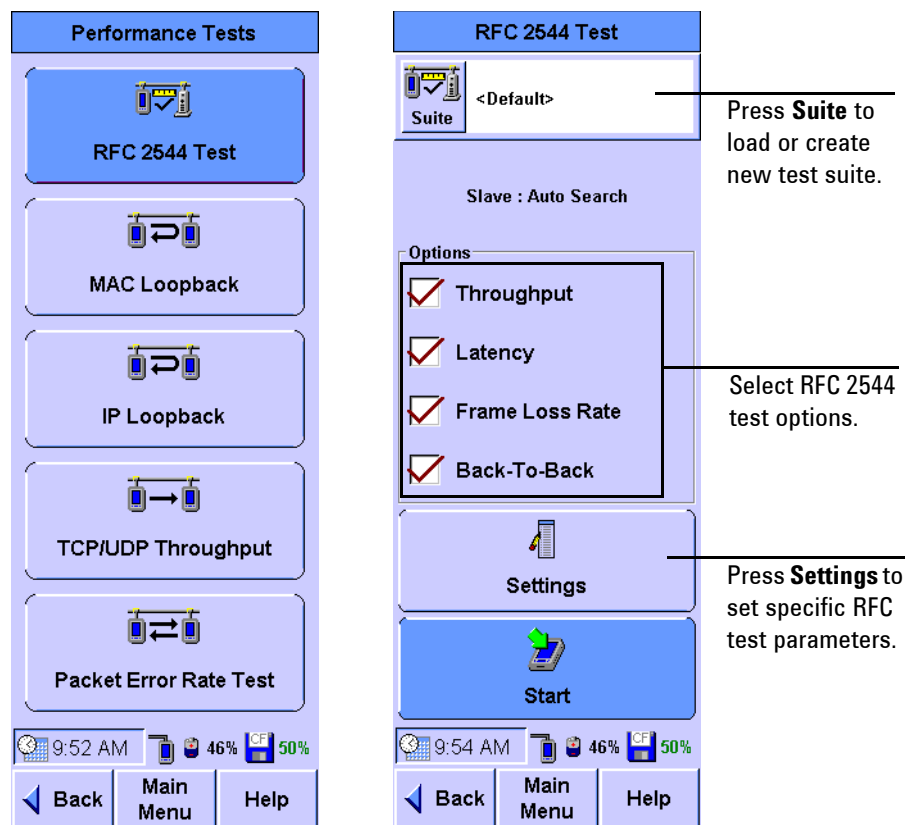 Performance Tests
RFC 2544 Test
MAC Loopback
IP Loopback
TCP/UDP Throughput
Packet Error Rate Test
9:52 AM
46%
CF
50%
Back
Main
Menu
Help
RFC 2544 Test
Suite
<Default>
Slave : Auto Search
Options
Throughput
Latency
Frame Loss Rate
Back-To-Back
Settings
Start
9:54 AM
46%
CF
50%
Back
Main
Menu
Help
Press Suite to
load or create
new test suite.
Select RFC 2544
test options.
Press Settings to
set specific RFC
test parameters.